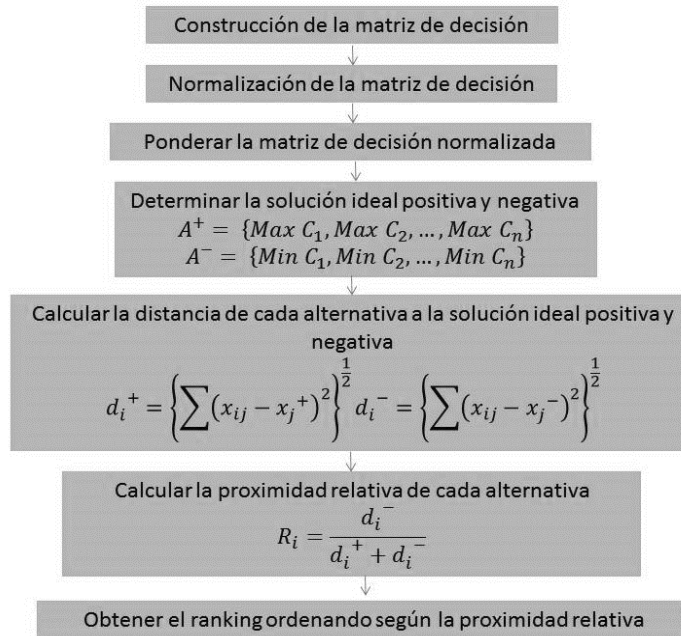 Construcción de la matriz de decisión
Normalización de la matriz de decisión
Ponderar la matriz de decisión normalizada
Determinar la solución ideal positiva y negativa
A⁺ = {Max C₁, Max C₂, ..., Max Cₙ}
A⁻ = {Min C₁, Min C₂, ..., Min Cₙ}
Calcular la distancia de cada alternativa a la solución ideal positiva y
negativa
dᵢ⁺ = {∑(xᵢⱼ − xⱼ⁺)²}^½ dᵢ⁻ = {∑(xᵢⱼ − xⱼ⁻)²}^½
Calcular la proximidad relativa de cada alternativa
Rᵢ = dᵢ⁻ / (dᵢ⁺ + dᵢ⁻)
Obtener el ranking ordenando según la proximidad relativa